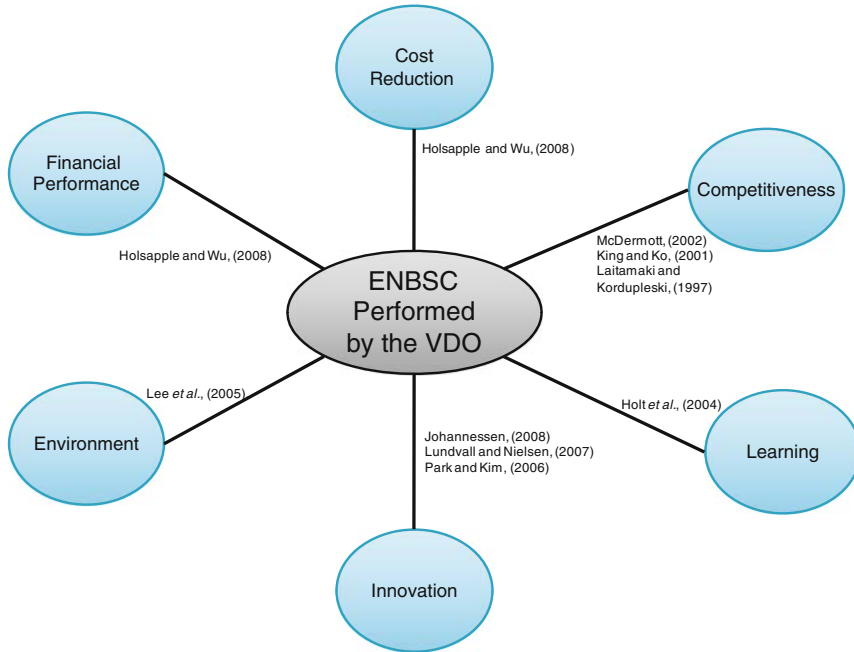 Cost
Reduction
Holsapple and Wu, (2008)
Financial
Performance
Holsapple and Wu, (2008)
Competitiveness
McDermott, (2002)
King and Ko, (2001)
Laitamaki and
Kordupleski, (1997)
ENBSC
Performed
by the VDO
Lee et al., (2005)
Environment
Holt et al., (2004)
Learning
Johannessen, (2008)
Lundvall and Nielsen, (2007)
Park and Kim, (2006)
Innovation